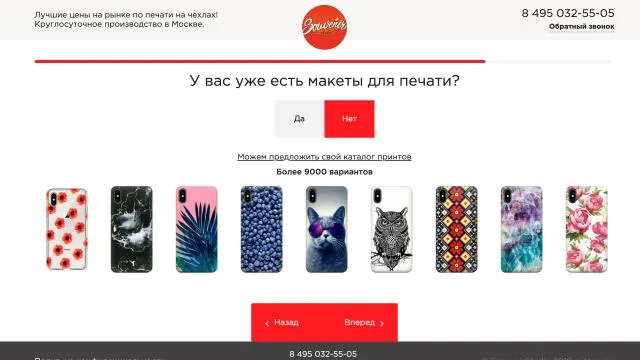 Лучшие цены на рынке по печати на чехлах!
Круглосуточное производство в Москве.
Souvenir
8 495 032-55-05
Обратный звонок
У вас уже есть макеты для печати?
Да
Нет
Можем предложить свой каталог принтов
Более 9000 вариантов
Назад
Вперед
8 495 032-55-05